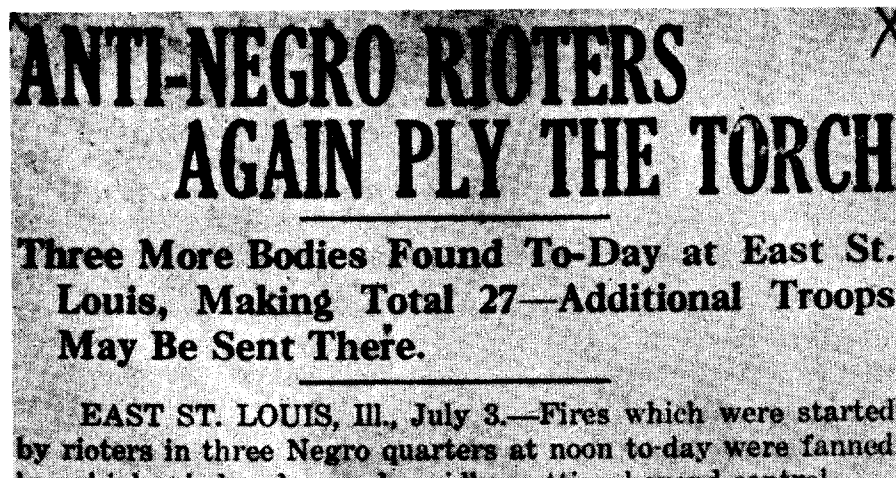 ANTI-NEGRO RIOTERS
AGAIN PLY THE TORCH
Three More Bodies Found To-Day at East St.
Louis, Making Total 27—Additional Troops
May Be Sent There.
EAST ST. LOUIS, Ill., July 3.—Fires which were started
by rioters in three Negro quarters at noon to-day were fanned